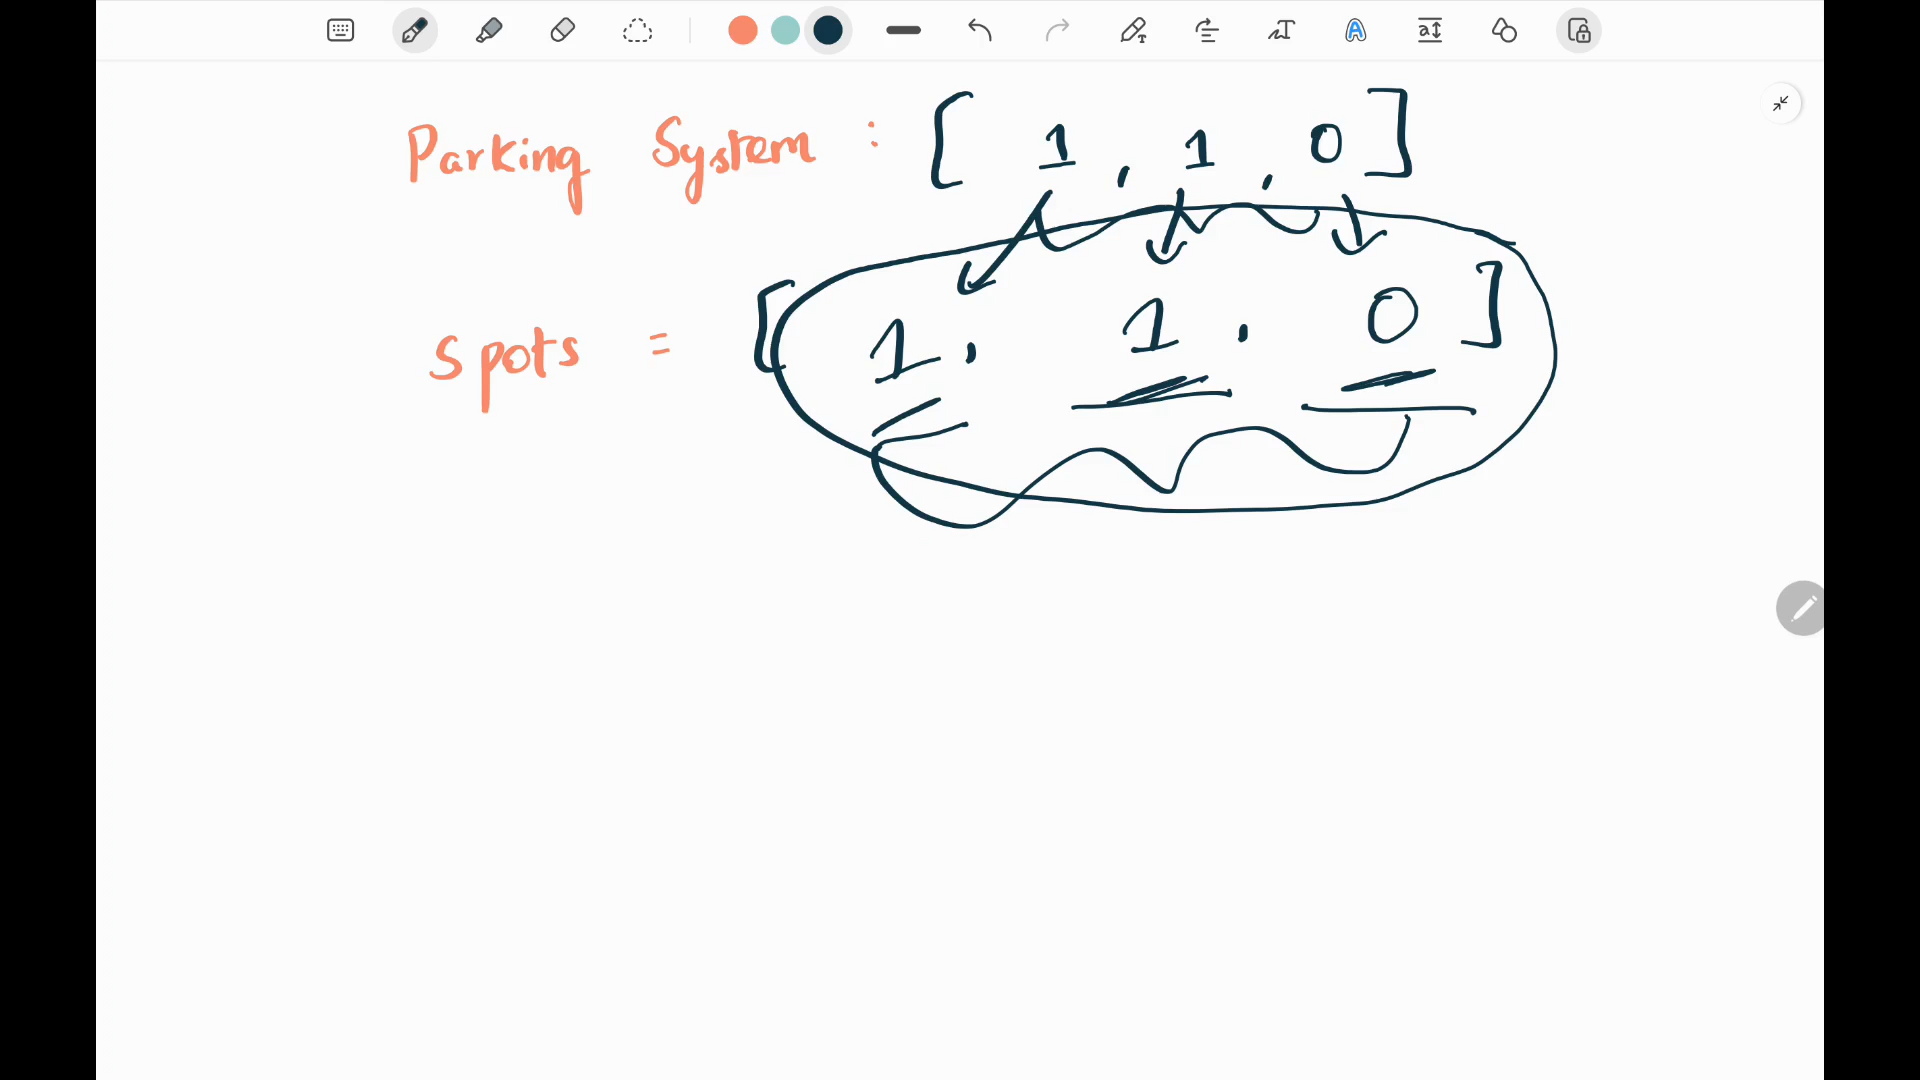 Parking System : [ 1 , 1 , 0 ]
Spots = [ 1 . 1 . 0 ]